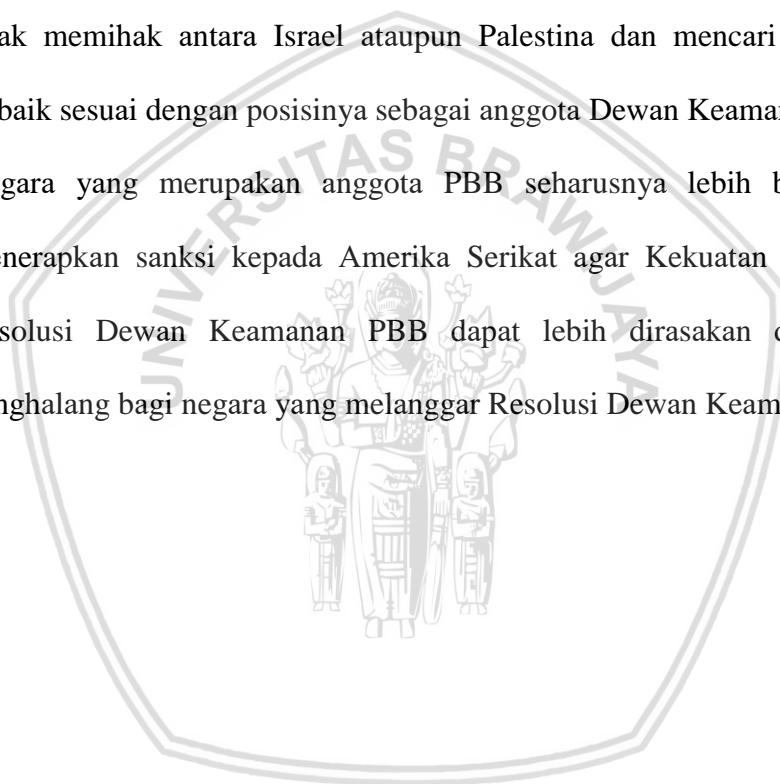 ak memihak antara Israel ataupun Palestina dan mencari
baik sesuai dengan posisinya sebagai anggota Dewan Keaman
gara yang merupakan anggota PBB seharusnya lebih b
enerapkan sanksi kepada Amerika Serikat agar Kekuatan
solusi Dewan Keamanan PBB dapat lebih dirasakan d
nghalang bagi negara yang melanggar Resolusi Dewan Keam
UNIVERSITAS BRAWIJAYA